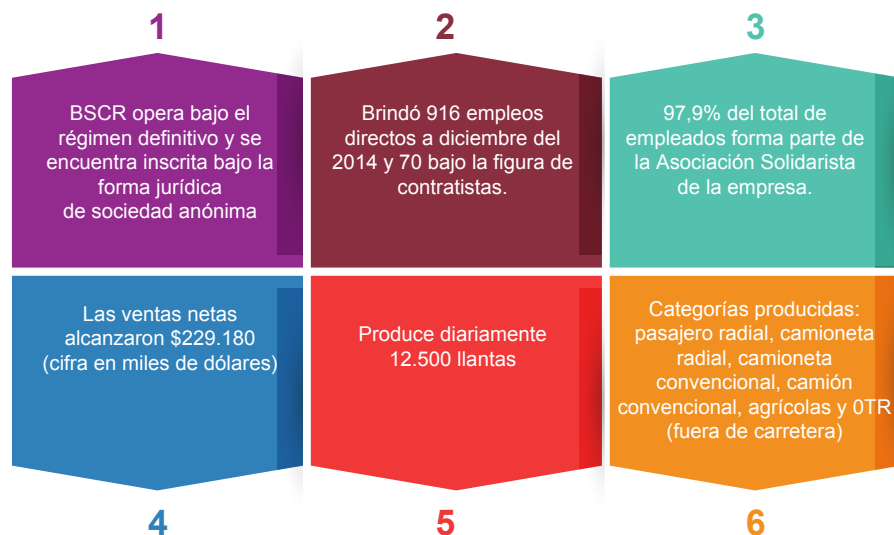 1
BSCR opera bajo el
régimen definitivo y se
encuentra inscrita bajo la
forma jurídica
de sociedad anónima
2
Brindó 916 empleos
directos a diciembre del
2014 y 70 bajo la figura de
contratistas.
3
97,9% del total de
empleados forma parte de
la Asociación Solidarista
de la empresa.
Las ventas netas
alcanzaron $229.180
(cifra en miles de dólares)
4
Produce diariamente
12.500 llantas
5
Categorías producidas:
pasajero radial, camioneta
radial, camioneta
convencional, camión
convencional, agrícolas y 0TR
(fuera de carretera)
6